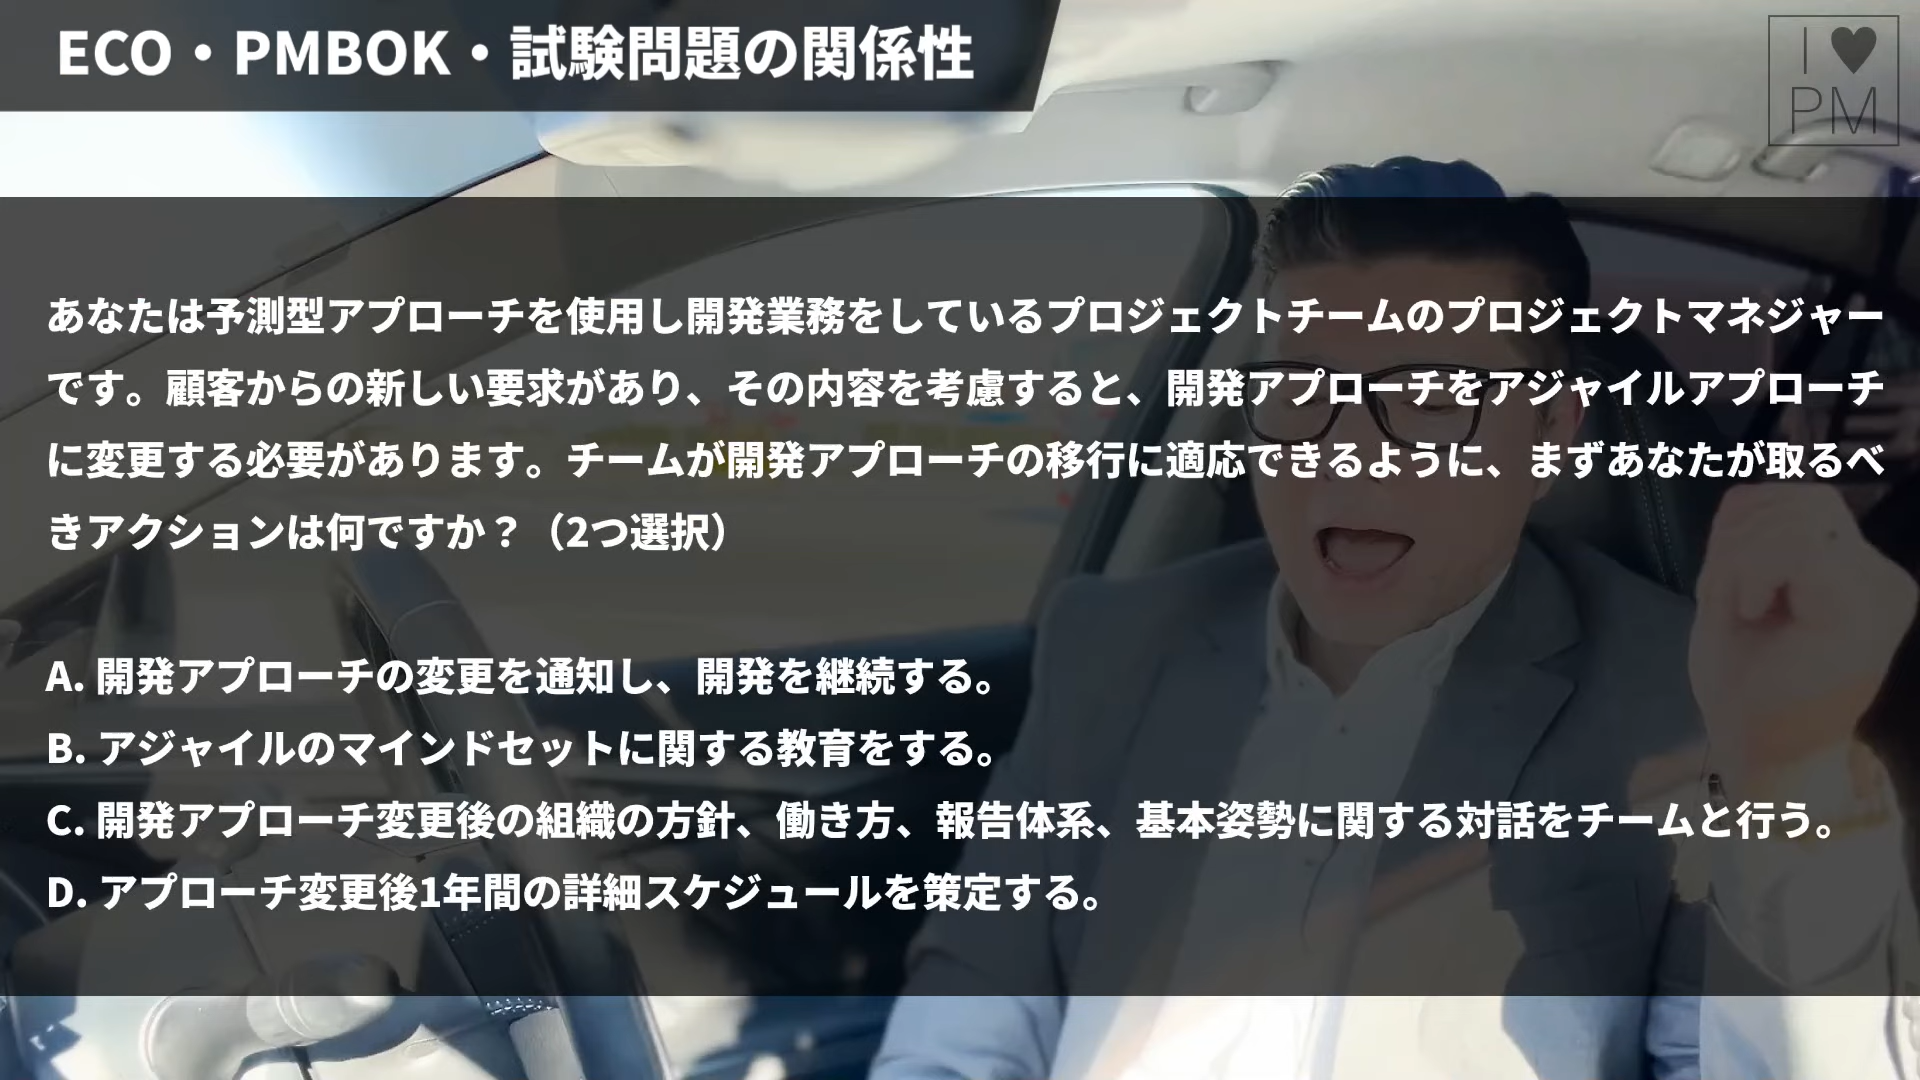 ECO・PMBOK・試験問題の関係性
I ♥
PM
あなたは予測型アプローチを使用し開発業務をしているプロジェクトチームのプロジェクトマネジャー
です。顧客からの新しい要求があり、その内容を考慮すると、開発アプローチをアジャイルアプローチ
に変更する必要があります。チームが開発アプローチの移行に適応できるように、まずあなたが取るべ
きアクションは何ですか？（2つ選択）
A. 開発アプローチの変更を通知し、開発を継続する。
B. アジャイルのマインドセットに関する教育をする。
C. 開発アプローチ変更後の組織の方針、働き方、報告体系、基本姿勢に関する対話をチームと行う。
D. アプローチ変更後1年間の詳細スケジュールを策定する。